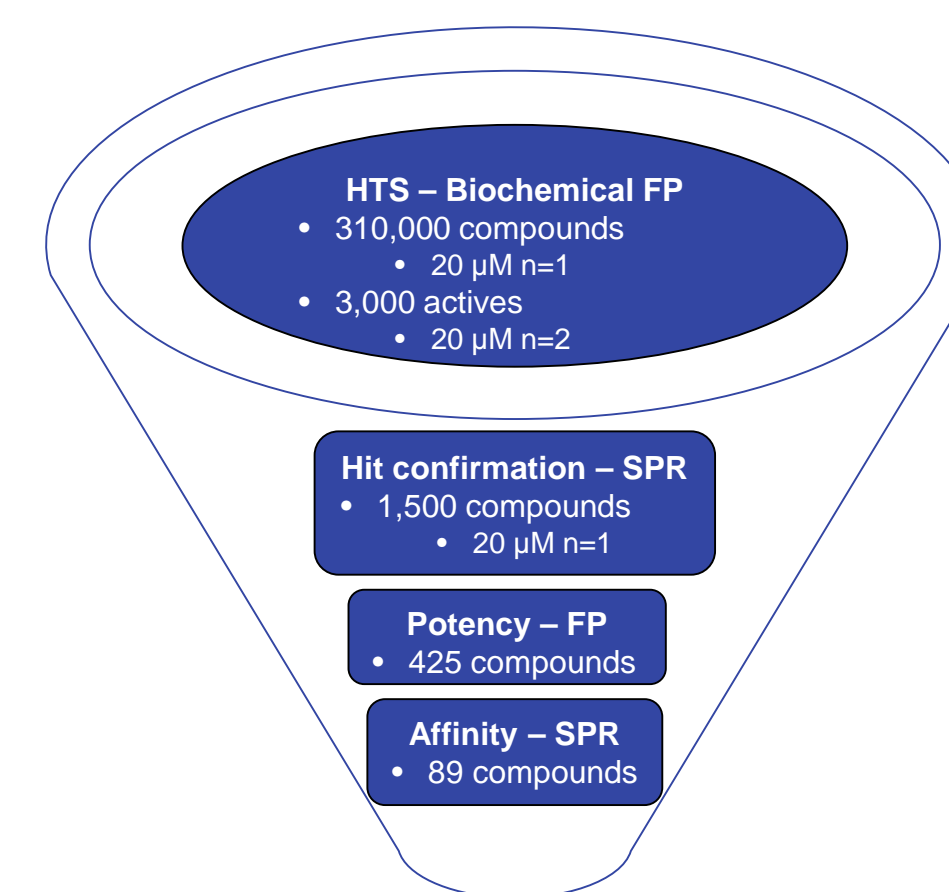 HTS – Biochemical FP
• 310,000 compounds
• 20 µM n=1
• 3,000 actives
• 20 µM n=2
Hit confirmation – SPR
• 1,500 compounds
• 20 µM n=1
Potency – FP
• 425 compounds
Affinity – SPR
• 89 compounds